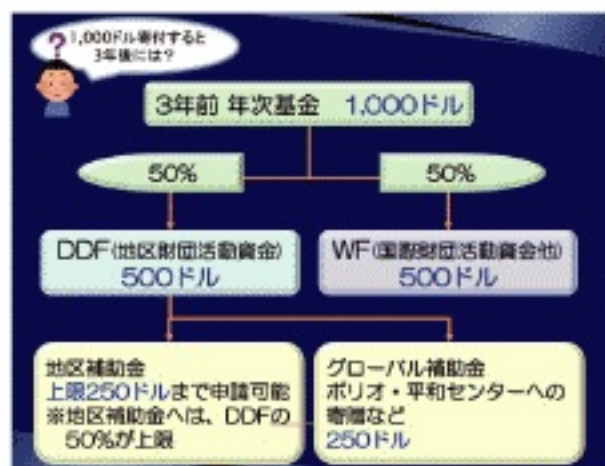 ?
1,000ドル寄付すると
3年後には?
3年前 年次基金 1,000ドル
50%
50%
DDF(地区財団活動資金)
500ドル
WF(国際財団活動資金他)
500ドル
地区補助金
上限250ドルまで申請可能
※地区補助金へは、DDFの
50%が上限
グローバル補助金
ポリオ・平和センターへの
寄贈など
250ドル